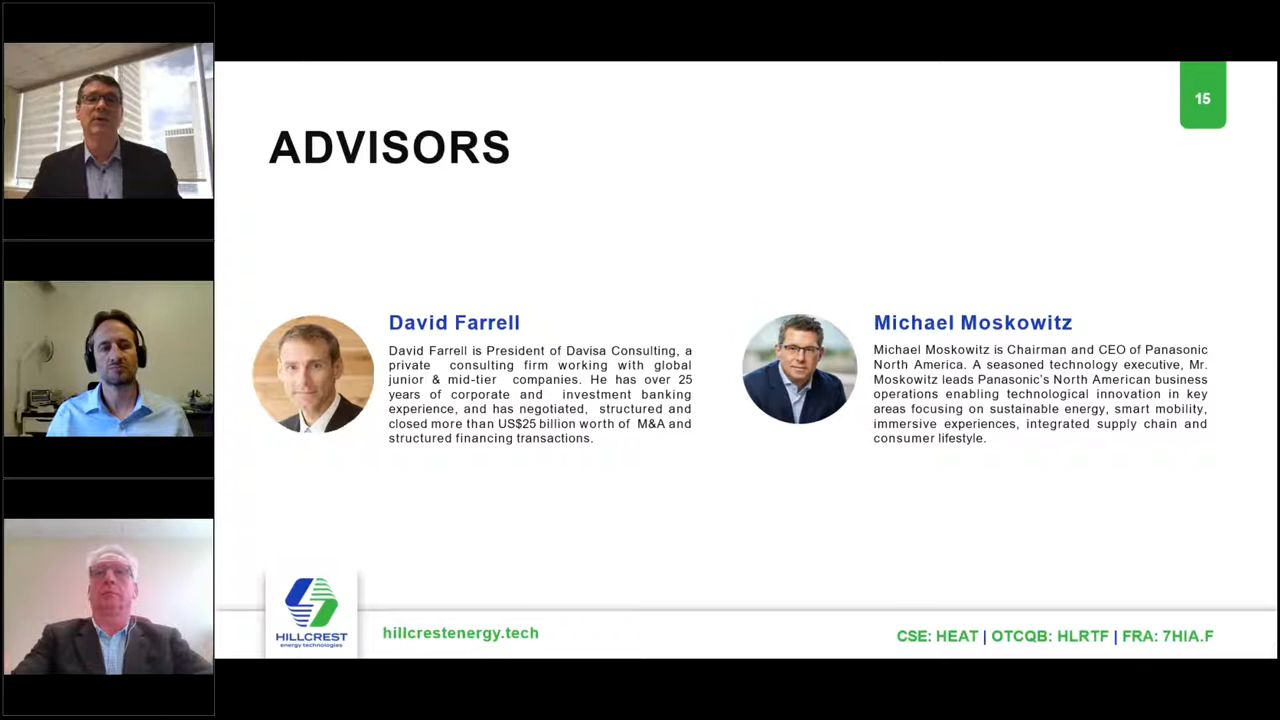 15
ADVISORS
David Farrell
David Farrell is President of Davisa Consulting, a
private consulting firm working with global
junior & mid-tier companies. He has over 25
years of corporate and investment banking
experience, and has negotiated, structured and
closed more than US$25 billion worth of M&A and
structured financing transactions.
Michael Moskowitz
Michael Moskowitz is Chairman and CEO of Panasonic
North America. A seasoned technology executive, Mr.
Moskowitz leads Panasonic's North American business
operations enabling technological innovation in key
areas focusing on sustainable energy, smart mobility,
immersive experiences, integrated supply chain and
consumer lifestyle.
HILLCREST
energy technologies
hillcrestenergy.tech
CSE: HEAT | OTCQB: HLRTF | FRA: 7HIA.F